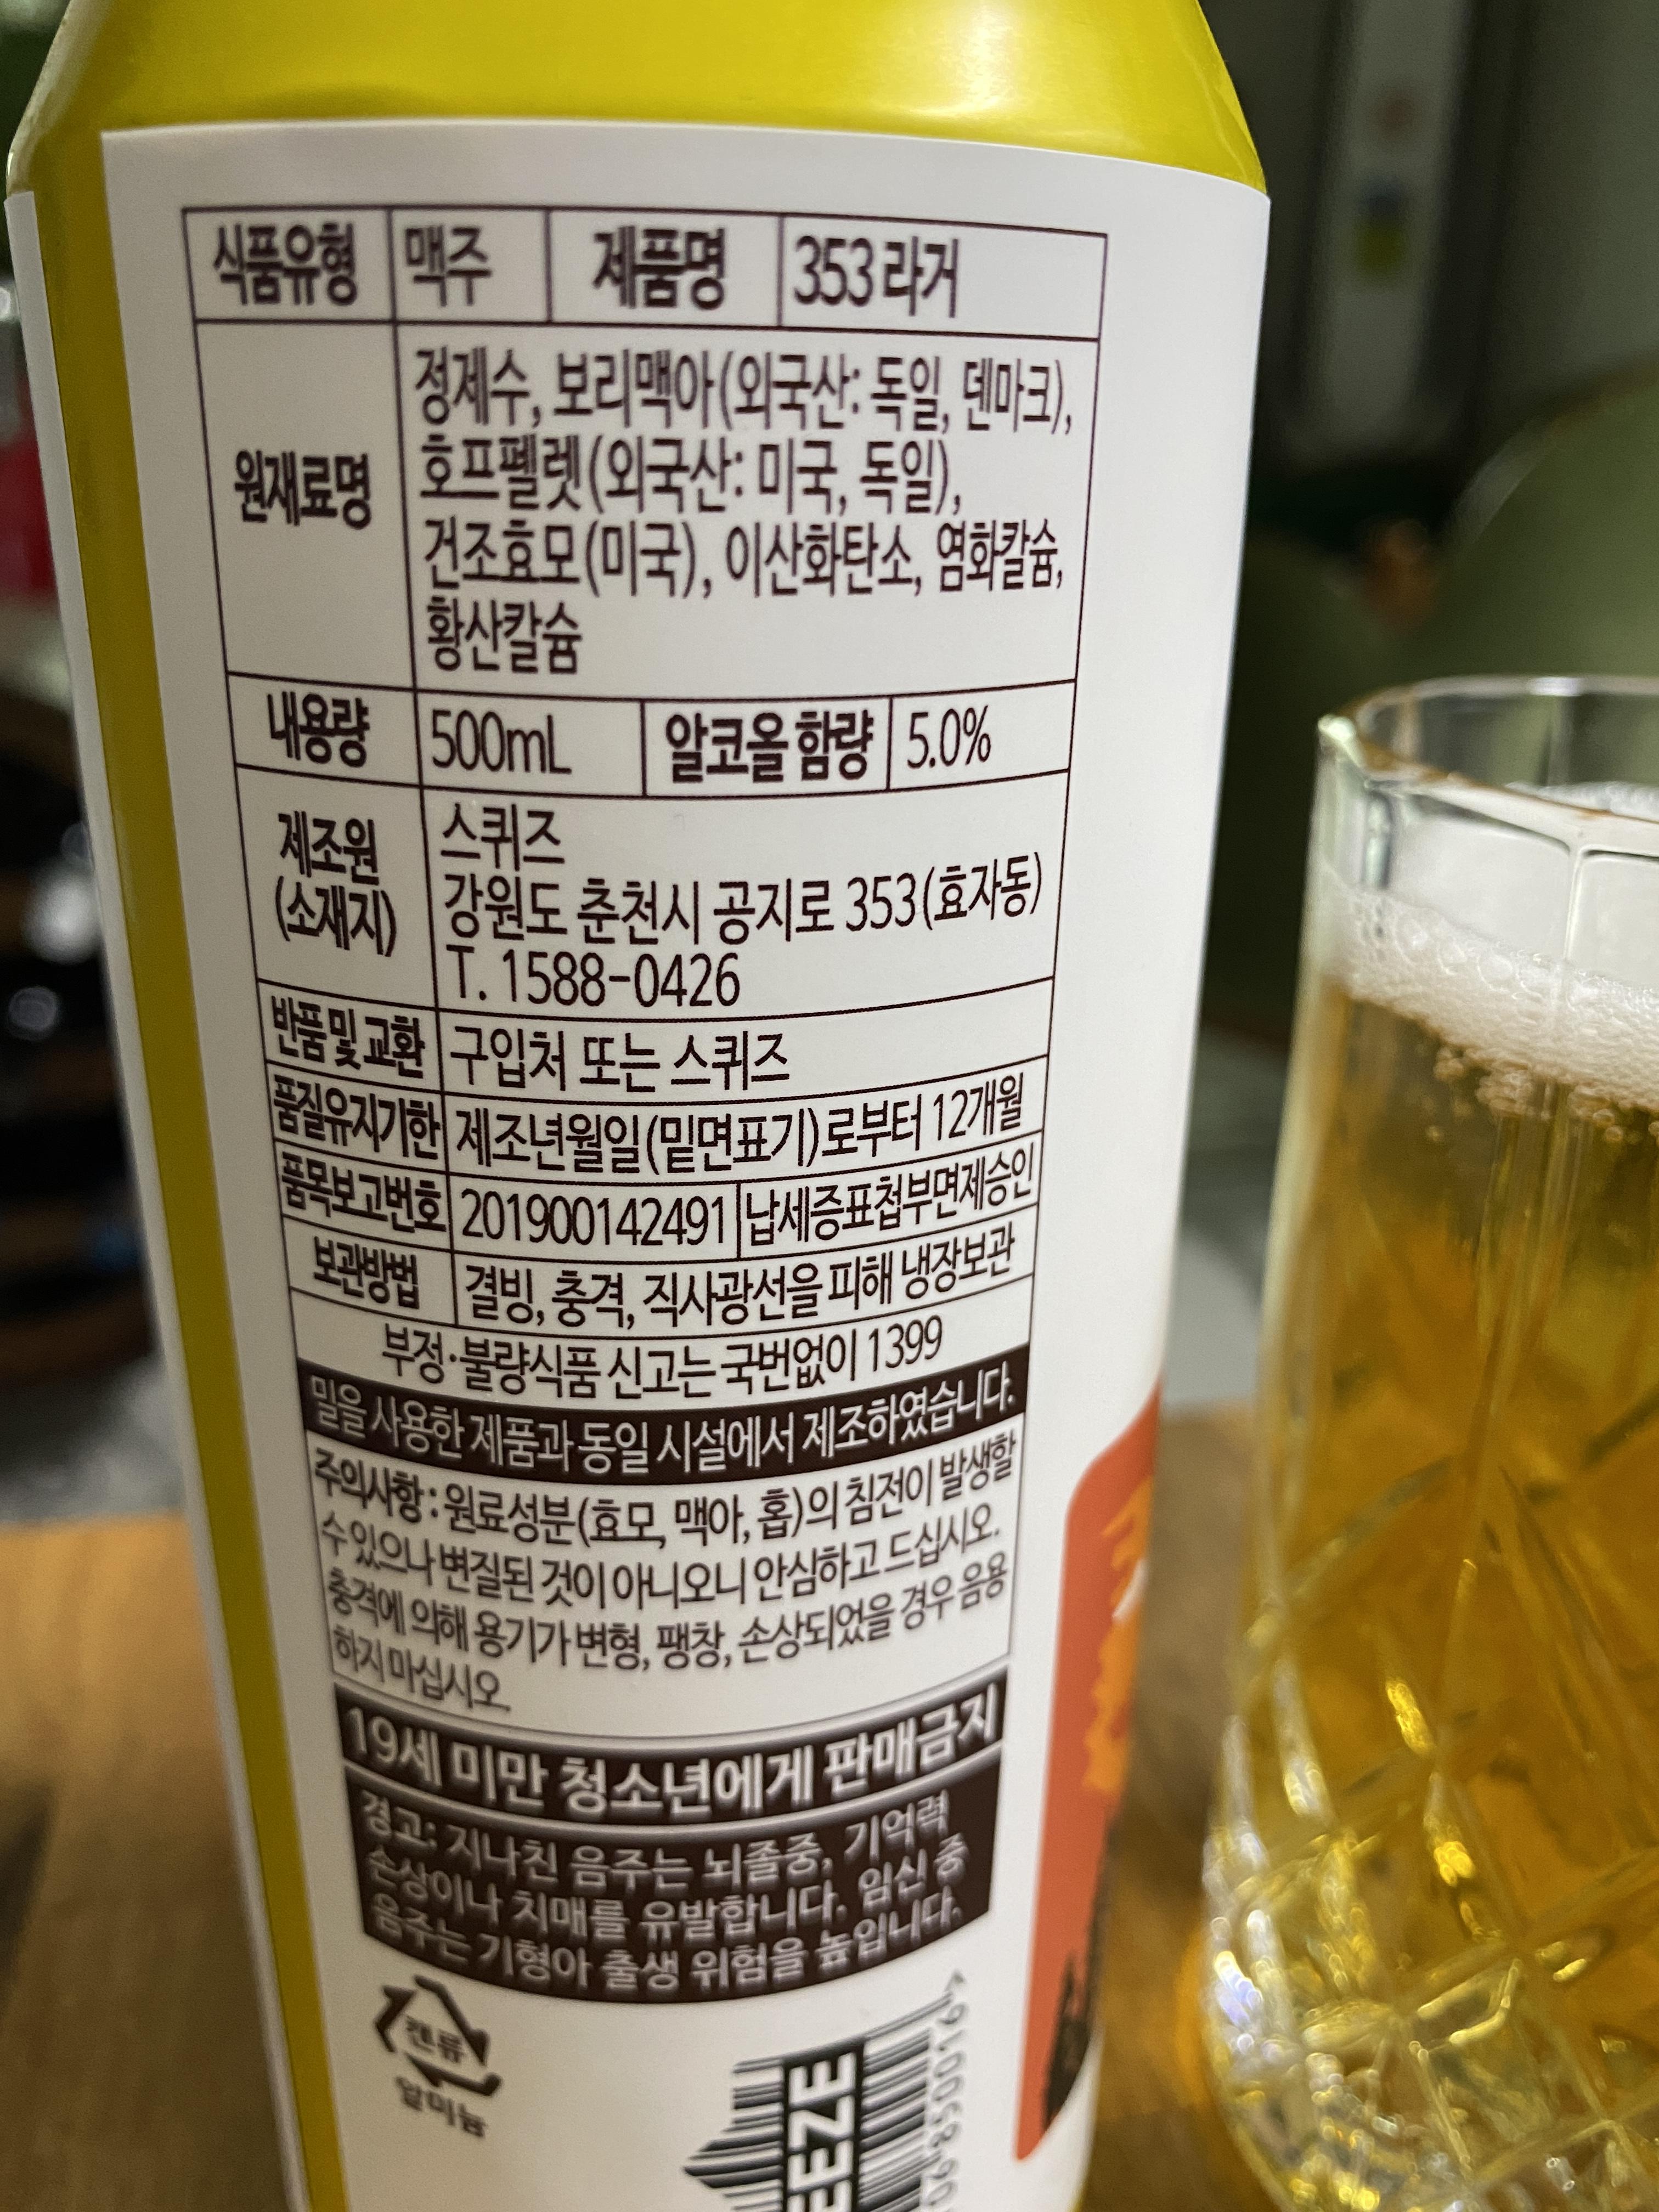 식품유형 맥주 제품명 353 라거
원재료명
정제수, 보리맥아(외국산: 독일, 덴마크),
호프펠렛(외국산: 미국, 독일),
건조효모(미국), 이산화탄소, 염화칼슘,
황산칼슘
내용량 500mL 알코올 함량 5.0%
제조원
(소재지)
스퀴즈
강원도 춘천시 공지로 353(효자동)
T. 1588-0426
반품 및 교환 구입처 또는 스퀴즈
품질유지기한 제조년월일(밑면표기)로부터 12개월
품목보고번호 201900142491 납세증표첩부면제승인
보관방법 결빙, 충격, 직사광선을 피해 냉장보관
부정·불량식품 신고는 국번없이 1399
밀을 사용한 제품과 동일 시설에서 제조하였습니다.
주의사항 : 원료성분(효모, 맥아, 홉)의 침전이 발생할
수 있으나 변질된 것이 아니오니 안심하고 드십시오.
충격에 의해 용기가 변형, 팽창, 손상되었을 경우 음용
하지 마십시오.
19세 미만 청소년에게 판매금지
경고: 지나친 음주는 뇌졸중, 기억력
손상이나 치매를 유발합니다. 임신 중
음주는 기형아 출생 위험을 높입니다.
캔류
알미늄
EEZE